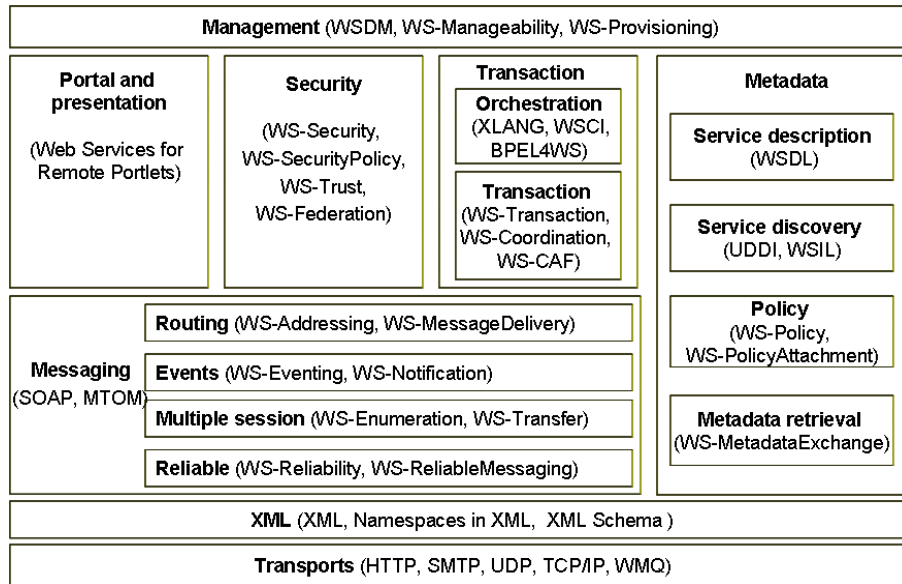 Management (WSDM, WS-Manageability, WS-Provisioning)
Portal and
presentation
(Web Services for
Remote Portlets)
Security
(WS-Security,
WS-SecurityPolicy,
WS-Trust,
WS-Federation)
Transaction
Orchestration
(XLANG, WSCI,
BPEL4WS)
Transaction
(WS-Transaction,
WS-Coordination,
WS-CAF)
Metadada
Service description
(WSDL)
Service discovery
(UDDI, WSIL)
Policy
(WS-Policy,
WS-PolicyAttachment)
Metadada retrieval
(WS-MetadataExchange)
Messaging
(SOAP, MTOM)
Routing (WS-Addressing, WS-MessageDelivery)
Events (WS-Eventing, WS-Notification)
Multiple session (WS-Enumeration, WS-Transfer)
Reliable (WS-Reliability, WS-ReliableMessaging)
XML (XML, Namespaces in XML, XML Schema )
Transports (HTTP, SMTP, UDP, TCP/IP, WMQ)